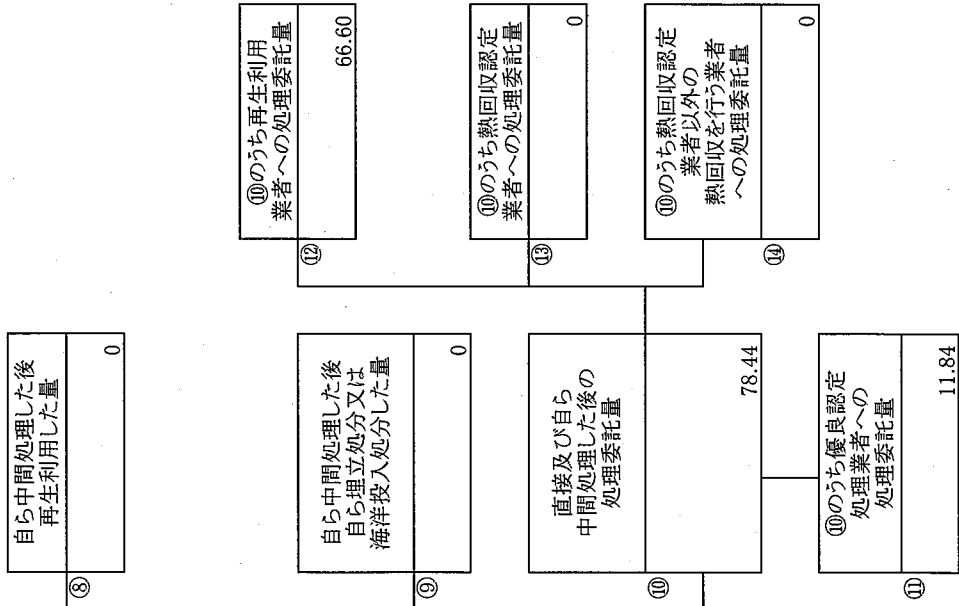 ⑧
自ら中間処理した後
再生利用した量
0
⑨
自ら中間処理した後
自ら埋立処分又は
海洋投入処分した量
0
⑩
直接及び自ら
中間処理した後の
処理委託量
78.44
⑪
⑩のうち優良認定
処理業者への
処理委託量
11.84
⑫
⑩のうち再生利用
業者への処理委託量
66.60
⑬
⑩のうち熱回収認定
業者への処理委託量
0
⑭
⑩のうち熱回収認定
業者以外の
熱回収を行う業者
への処理委託量
0